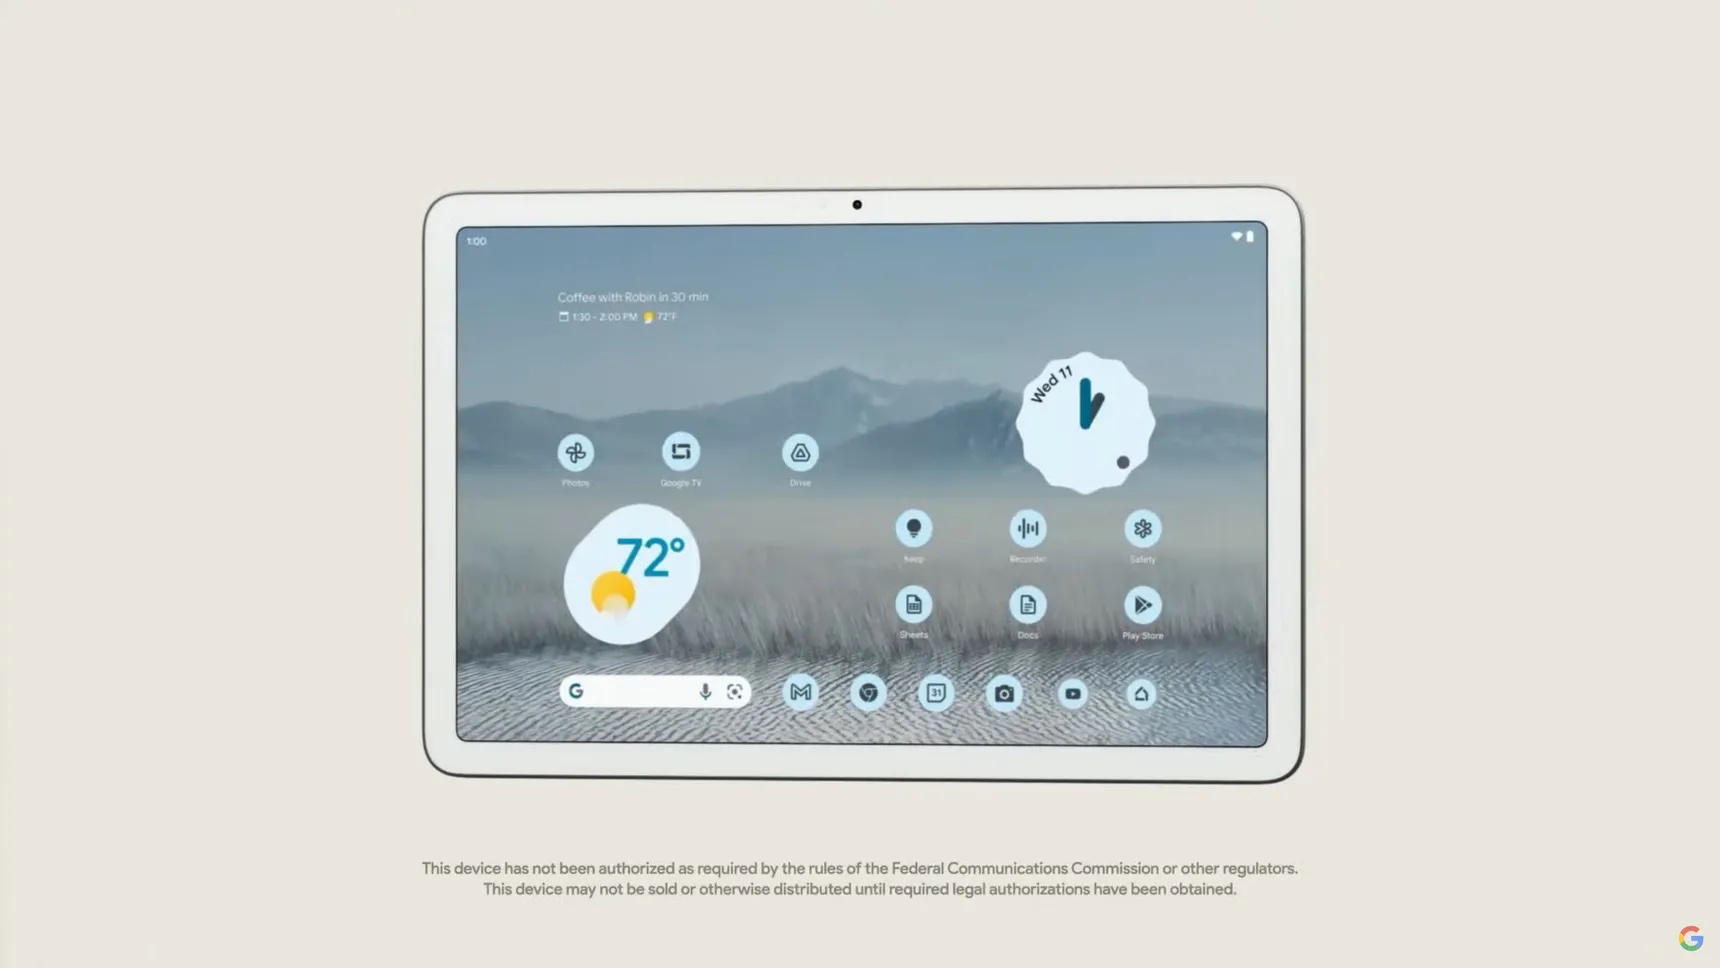 1:00
Coffee with Robin in 30 min
1:30 - 2:00 PM 72°F
Wed 11
Photos
Google TV
Drive
72°
Keep
Recorder
Safety
Sheets
Docs
Play Store
G
31
This device has not been authorized as required by the rules of the Federal Communications Commission or other regulators.
This device may not be sold or otherwise distributed until required legal authorizations have been obtained.
G